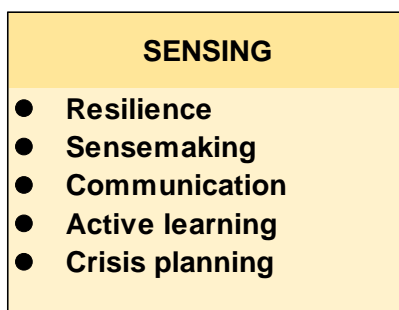 SENSING
● Resilience
● Sensemaking
● Communication
● Active learning
● Crisis planning